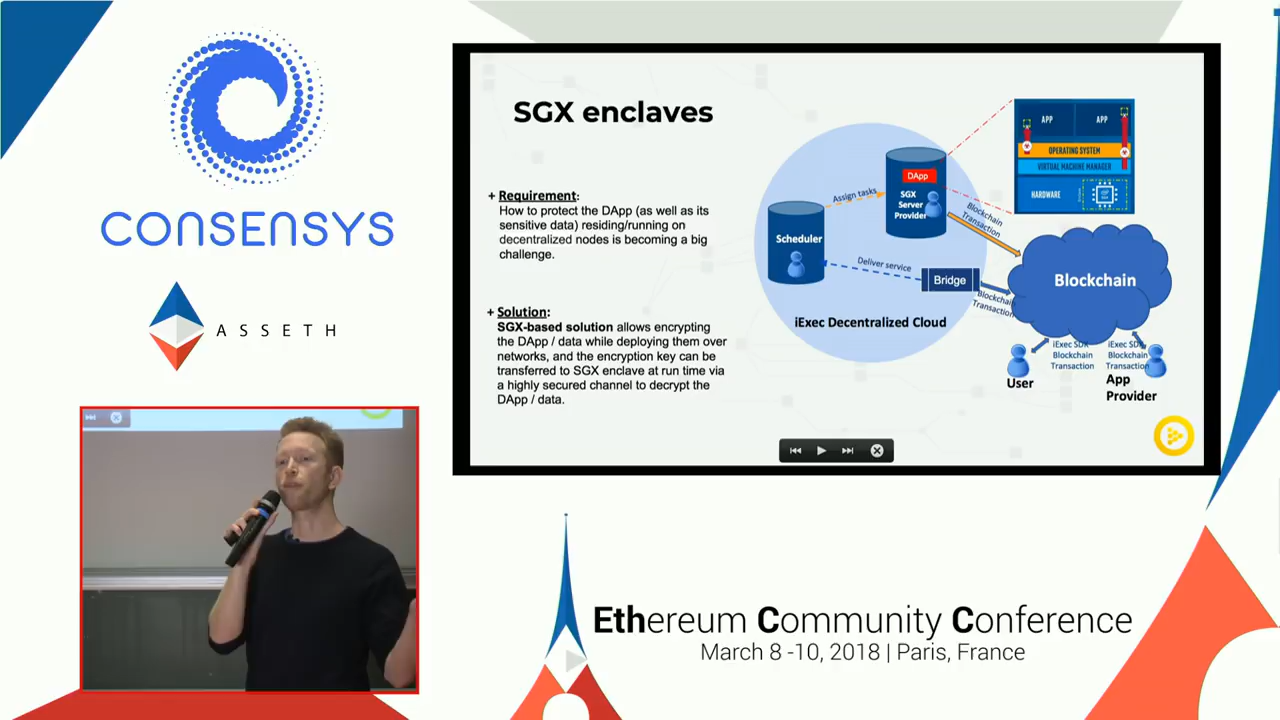 CONSENSYS
ASSETH
SGX enclaves
+ Requirement:
How to protect the DApp (as well as its
sensitive data) residing/running on
decentralized nodes is becoming a big
challenge.
+ Solution:
SGX-based solution allows encrypting
the DApp / data while deploying them over
networks, and the encryption key can be
transferred to SGX enclave at run time via
a highly secured channel to decrypt the
DApp / data.
APP
APP
OPERATING SYSTEM
VIRTUAL MACHINE MANAGER
HARDWARE
DApp
SGX
Server
Provider
Assign tasks
Scheduler
Blockchain
Transaction
Deliver service
Bridge
Blockchain
Transaction
Blockchain
iExec Decentralized Cloud
iExec SDK
Blockchain
Transaction
iExec SDK
Blockchain
Transaction
User
App
Provider
Ethereum Community Conference
March 8 -10, 2018 | Paris, France